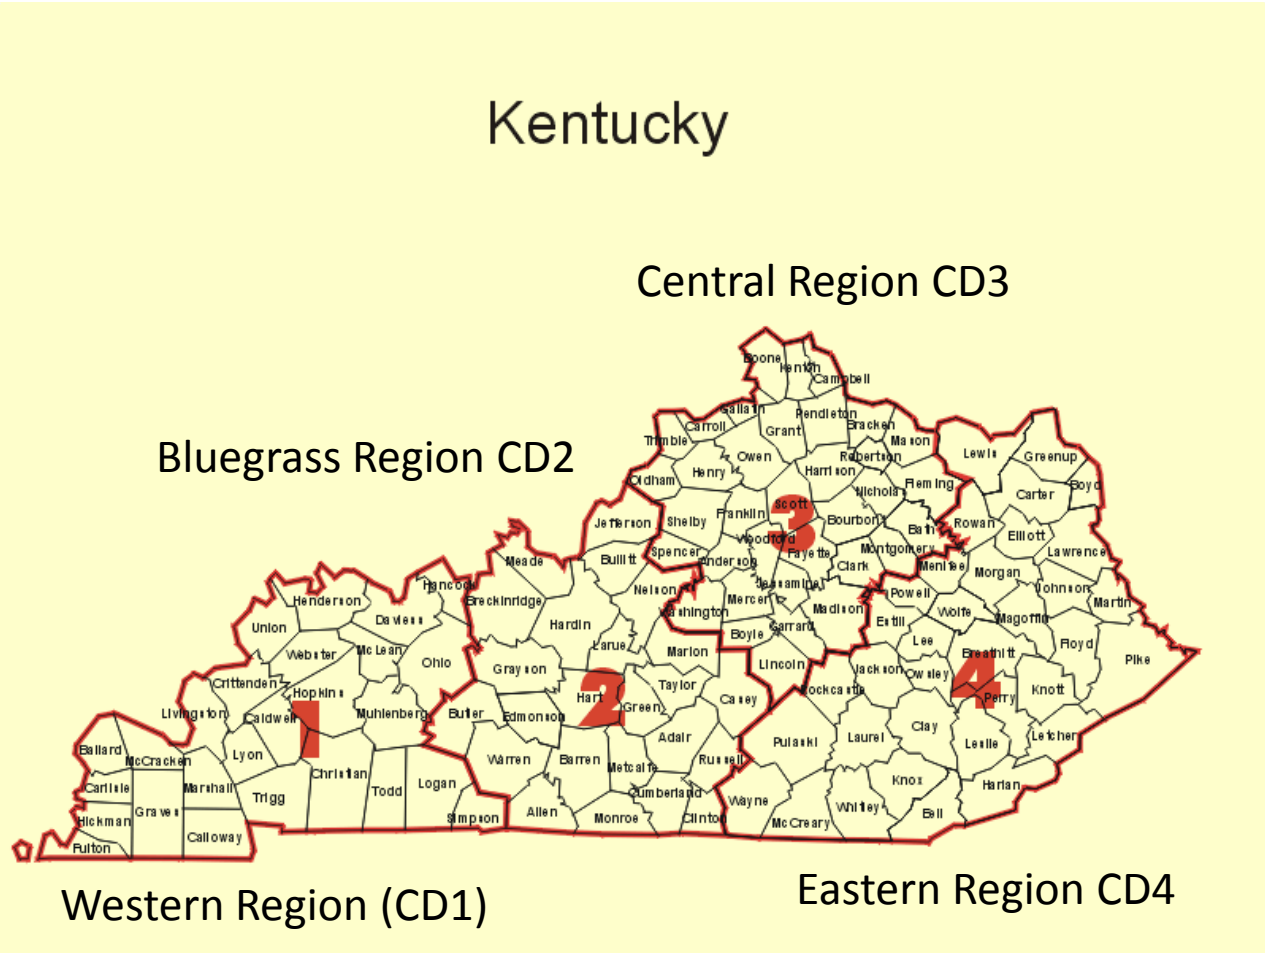 Kentucky
Central Region CD3
Bluegrass Region CD2
Boone
Kenton
Campbell
Gallatin
Pendleton
Carroll
Grant
Bracken
Trimble
Mason
Owen
Robertson
Lewis
Greenup
Henry
Harrison
Oldham
Nicholas
Fleming
Boyd
Carter
Scott
3
Franklin
Jefferson
Shelby
Bourbon
Bath
Rowan
Elliott
Woodford
Spencer
Fayette
Montgomery
Lawrence
Meade
Bullitt
Anderson
Clark
Menifee
Morgan
Hancock
Nelson
Jessamine
Powell
Johnson
Henderson
Breckinridge
Mercer
Madison
Martin
Washington
Wolfe
Magoffin
Union
Daviess
Hardin
Garrard
Estill
Boyle
Lee
Floyd
Webster
McLean
Larue
Marion
Breathitt
Pike
Ohio
Grayson
Lincoln
Jackson
Owsley
4
Crittenden
Taylor
Rockcastle
Perry
Knott
Hopkins
Hart
2
Casey
Livingston
Caldwell
1
Muhlenberg
Butler
Edmonson
Green
Clay
Ballard
Adair
Pulaski
Laurel
Leslie
Letcher
McCracken
Lyon
Warren
Barren
Metcalfe
Russell
Carlisle
Marshall
Christian
Todd
Logan
Knox
Harlan
Trigg
Cumberland
Wayne
Graves
Whitley
Hickman
Simpson
Allen
Monroe
Clinton
McCreary
Bell
Calloway
Fulton
Western Region (CD1)
Eastern Region CD4